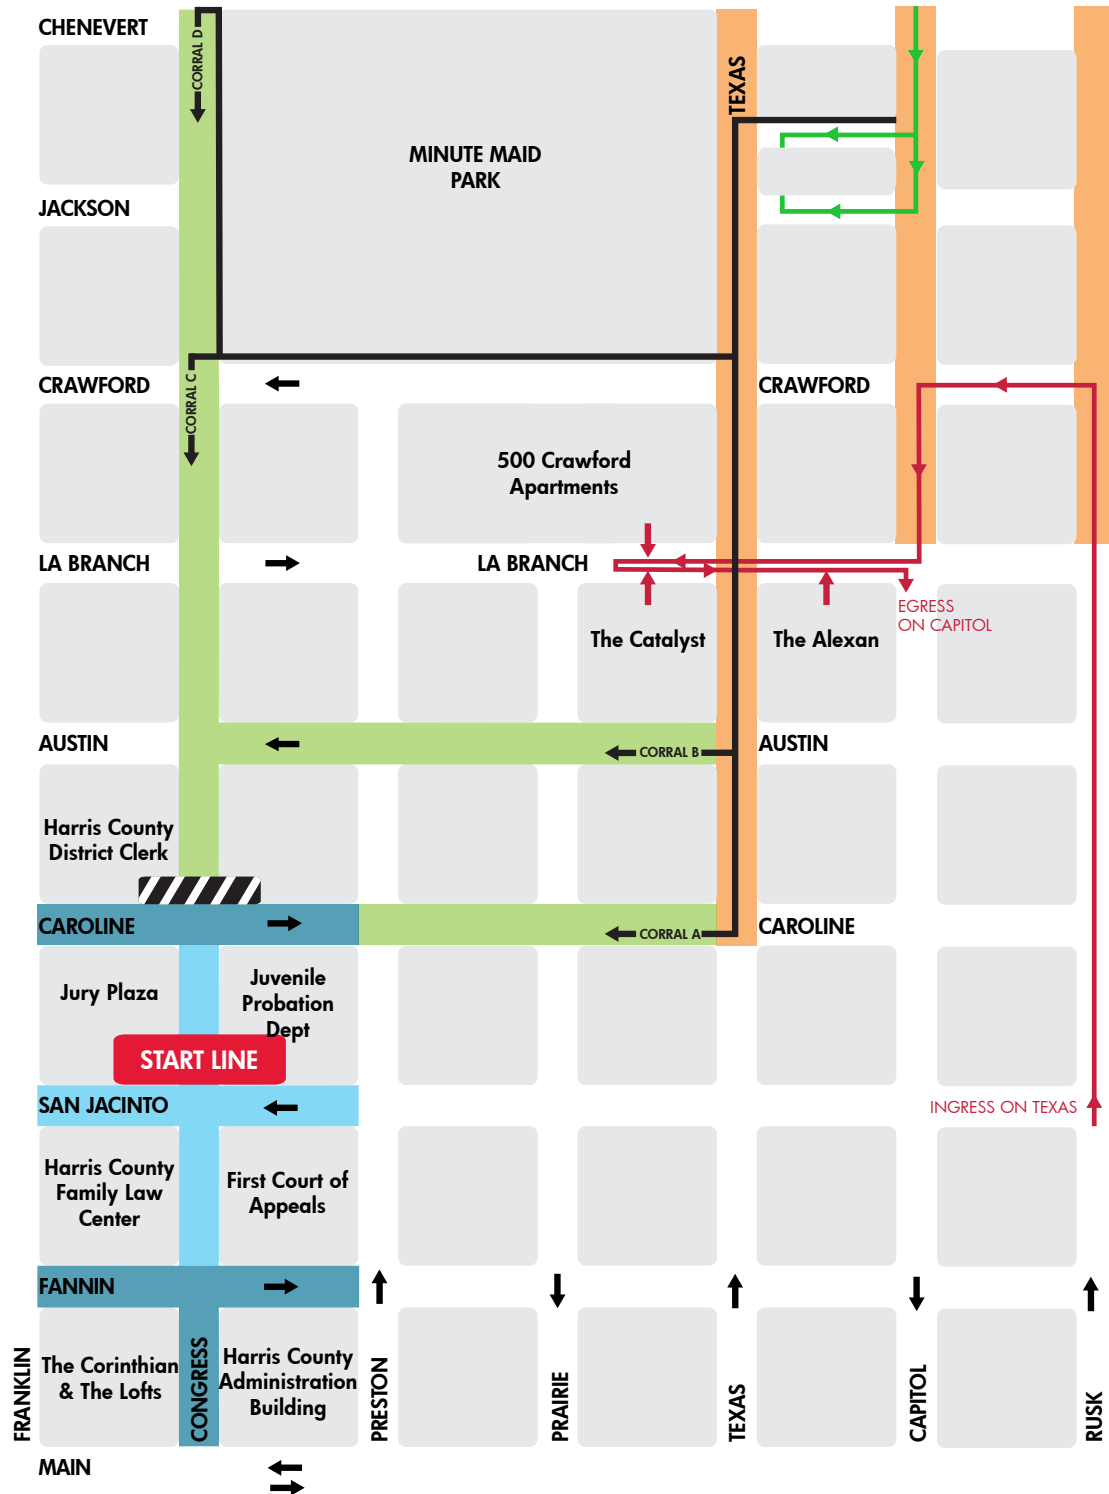 CHENEVERT
CORRAL D
TEXAS
MINUTE MAID
PARK
JACKSON
CRAWFORD
CORRAL C
CRAWFORD
500 Crawford
Apartments
LA BRANCH
LA BRANCH
EGRESS
ON CAPITOL
The Catalyst
The Alexan
AUSTIN
CORRAL B
AUSTIN
Harris County
District Clerk
CAROLINE
CORRAL A
CAROLINE
Jury Plaza
Juvenile
Probation
Dept
START LINE
SAN JACINTO
INGRESS ON TEXAS
Harris County
Family Law
Center
First Court of
Appeals
FANNIN
FRANKLIN
The Corinthian
& The Lofts
CONGRESS
Harris County
Administration
Building
PRESTON
PRAIRIE
TEXAS
CAPITOL
RUSK
MAIN